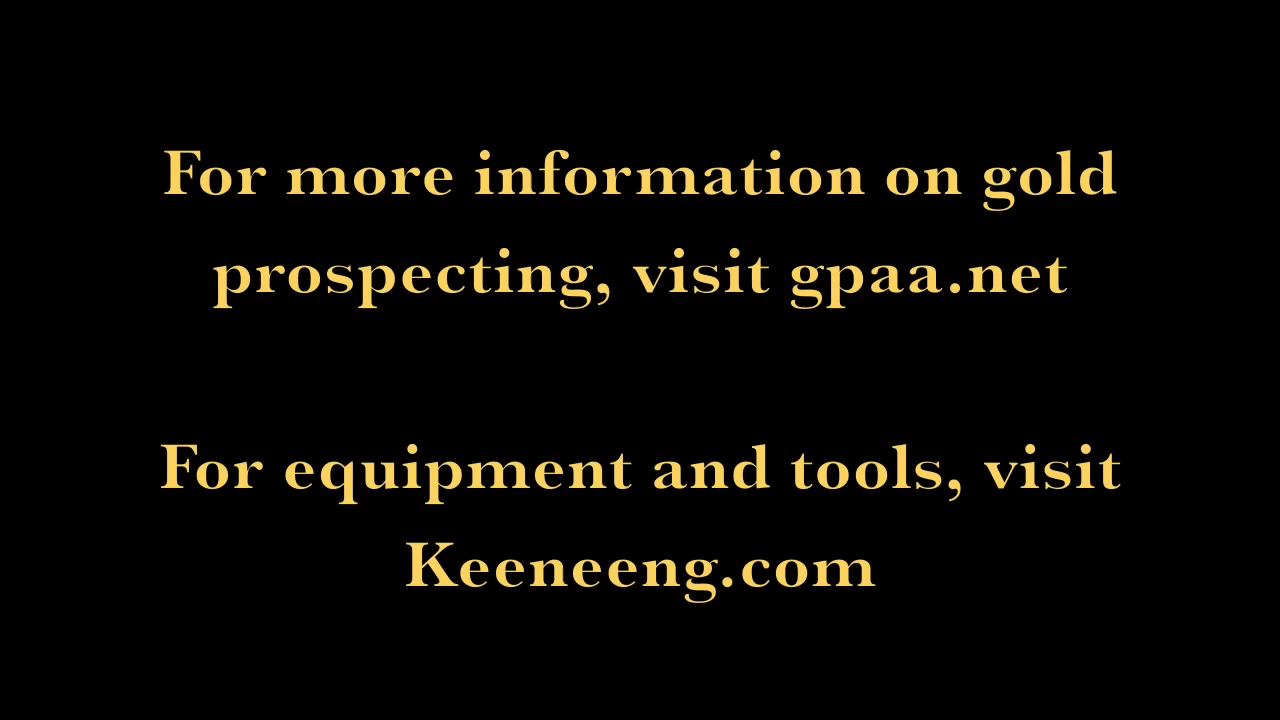 For more information on gold
prospecting, visit gpaa.net
For equipment and tools, visit
Keeneeng.com